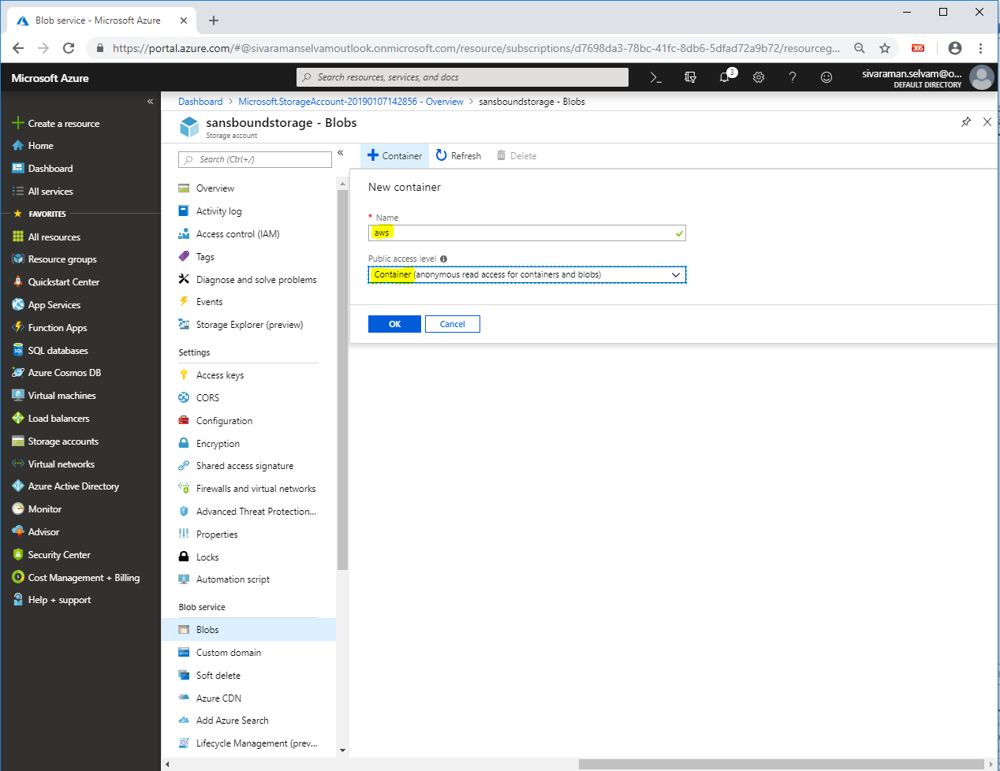 Blob service - Microsoft Azure
https://portal.azure.com/#@sivaramanselvamoutlook.onmicrosoft.com/resource/subscriptions/d7698da3-78bc-41fc-8db6-5dfad72a9b72/resourceg...
365
Microsoft Azure
Search resources, services, and docs
3
sivaraman.selvam@o...
DEFAULT DIRECTORY
Dashboard > Microsoft.StorageAccount-20190107142856 - Overview > sansboundstorage - Blobs
sansboundstorage - Blobs
Storage account
Create a resource
Home
Dashboard
All services
FAVORITES
All resources
Resource groups
Quickstart Center
App Services
Function Apps
SQL databases
Azure Cosmos DB
Virtual machines
Load balancers
Storage accounts
Virtual networks
Azure Active Directory
Monitor
Advisor
Security Center
Cost Management + Billing
Help + support
Search (Ctrl+/)
Overview
Activity log
Access control (IAM)
Tags
Diagnose and solve problems
Events
Storage Explorer (preview)
Settings
Access keys
CORS
Configuration
Encryption
Shared access signature
Firewalls and virtual networks
Advanced Threat Protection...
Properties
Locks
Automation script
Blob service
Blobs
Custom domain
Soft delete
Azure CDN
Add Azure Search
Lifecycle Management (prev...
Container
Refresh
Delete
New container
* Name
aws
Public access level
Container (anonymous read access for containers and blobs)
OK
Cancel